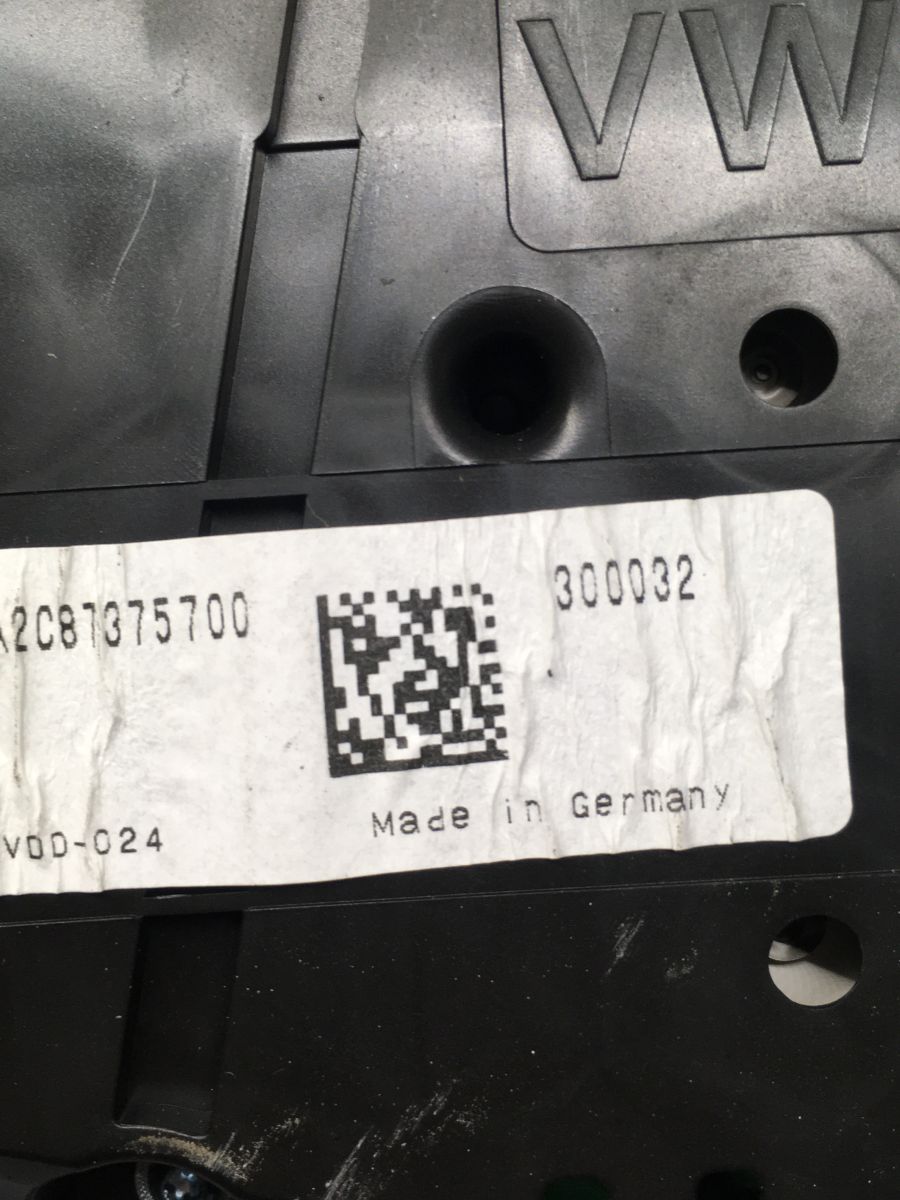 VW
A2C87375700
300032
VDD-024
Made in Germany